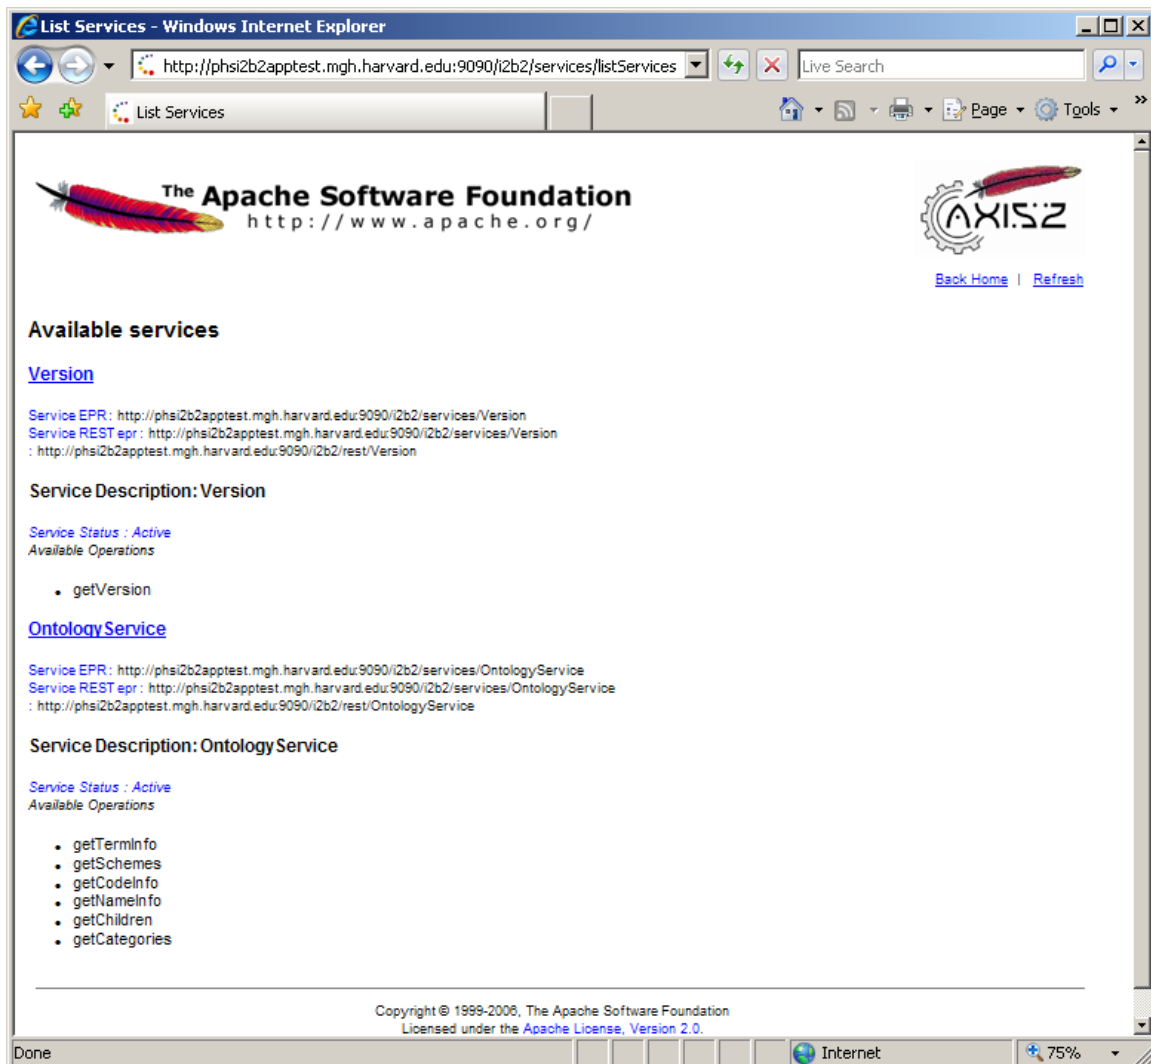 List Services - Windows Internet Explorer
http://phsi2b2apptest.mgh.harvard.edu:9090/i2b2/services/listServices
Live Search
List Services
Page
Tools
»
The Apache Software Foundation
http://www.apache.org/
AXIS2
Back Home | Refresh
Available services
Version
Service EPR : http://phsi2b2apptest.mgh.harvard.edu:9090/i2b2/services/Version
Service REST epr : http://phsi2b2apptest.mgh.harvard.edu:9090/i2b2/services/Version
: http://phsi2b2apptest.mgh.harvard.edu:9090/i2b2/rest/Version
Service Description: Version
Service Status : Active
Available Operations
• getVersion
OntologyService
Service EPR : http://phsi2b2apptest.mgh.harvard.edu:9090/i2b2/services/OntologyService
Service REST epr : http://phsi2b2apptest.mgh.harvard.edu:9090/i2b2/services/OntologyService
: http://phsi2b2apptest.mgh.harvard.edu:9090/i2b2/rest/OntologyService
Service Description: OntologyService
Service Status : Active
Available Operations
• getTermInfo
• getSchemes
• getCodeInfo
• getNameInfo
• getChildren
• getCategories
Copyright © 1999-2006, The Apache Software Foundation
Licensed under the Apache License, Version 2.0.
Done
Internet
75%